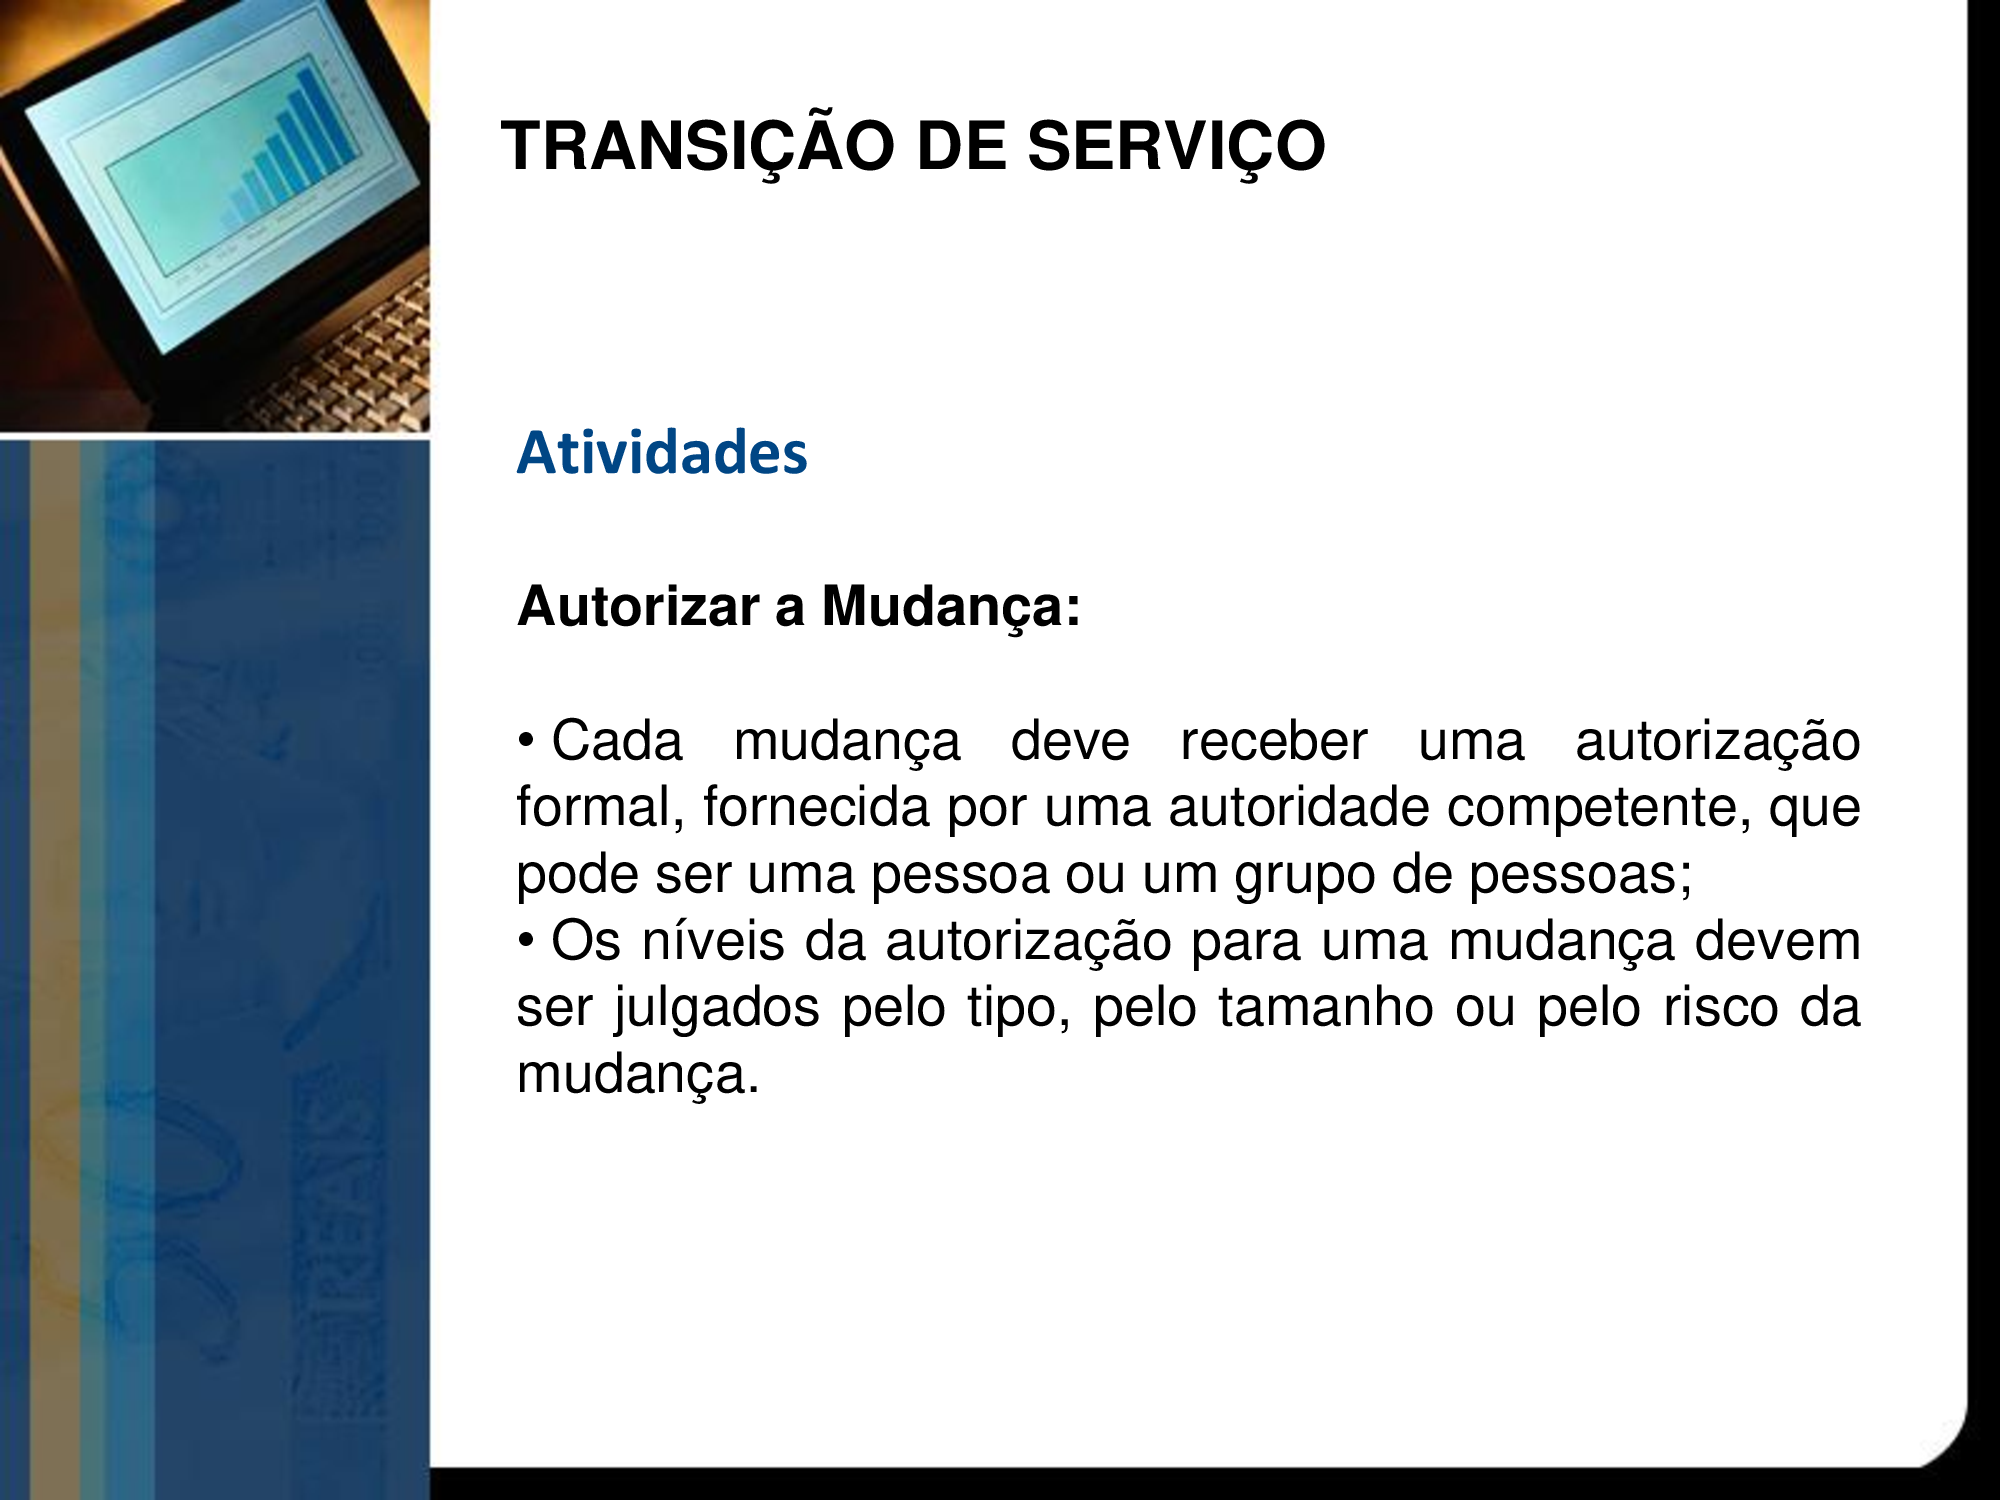 TRANSIÇÃO DE SERVIÇO
Atividades
Autorizar a Mudança:
• Cada mudança deve receber uma autorização
formal, fornecida por uma autoridade competente, que
pode ser uma pessoa ou um grupo de pessoas;
• Os níveis da autorização para uma mudança devem
ser julgados pelo tipo, pelo tamanho ou pelo risco da
mudança.
REAIS